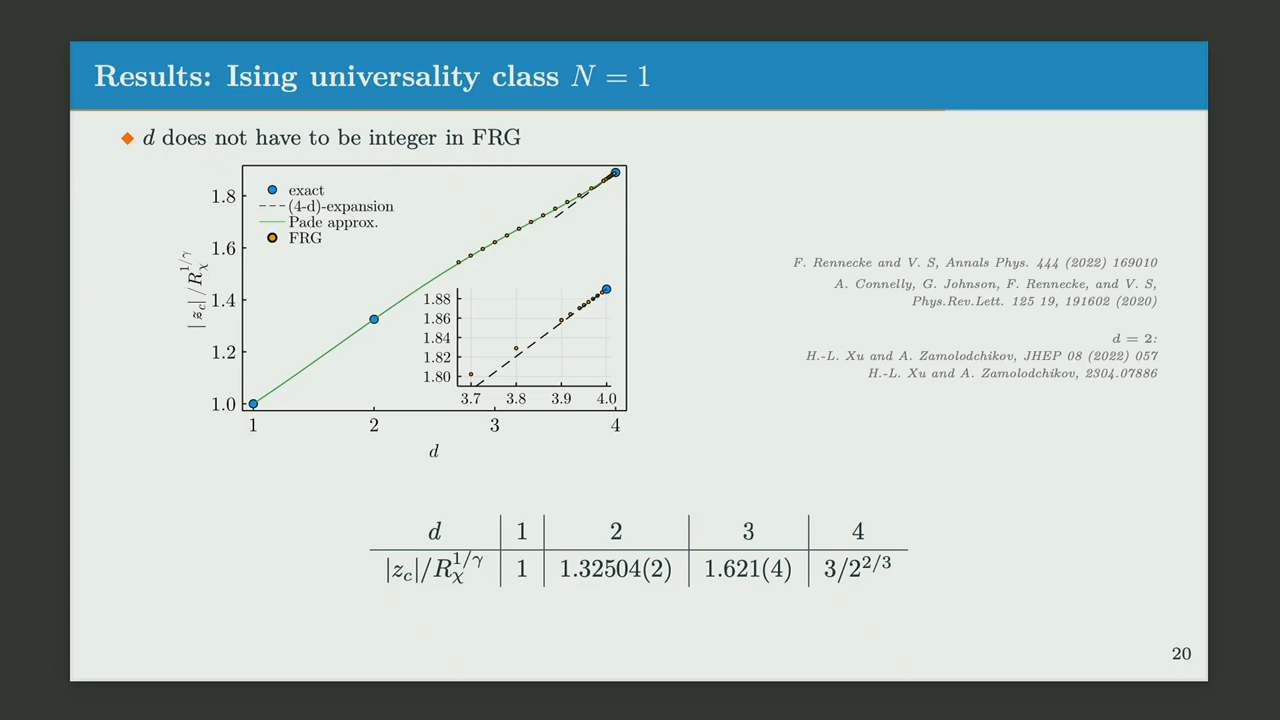 Results: Ising universality class N = 1
◆ d does not have to be integer in FRG
exact
(4-d)-expansion
Pade approx.
FRG
|z_c|/R_χ^{1/γ}
1.8
1.6
1.4
1.2
1.0
1 2 3 4
d
1.88
1.86
1.84
1.82
1.80
3.7 3.8 3.9 4.0
F. Rennecke and V. S, Annals Phys. 444 (2022) 169010
A. Connelly, G. Johnson, F. Rennecke, and V. S,
Phys.Rev.Lett. 125 19, 191602 (2020)
d = 2:
H.-L. Xu and A. Zamolodchikov, JHEP 08 (2022) 057
H.-L. Xu and A. Zamolodchikov, 2304.07886
d 1 2 3 4
|z_c|/R_χ^{1/γ} 1 1.32504(2) 1.621(4) 3/2^{2/3}
20